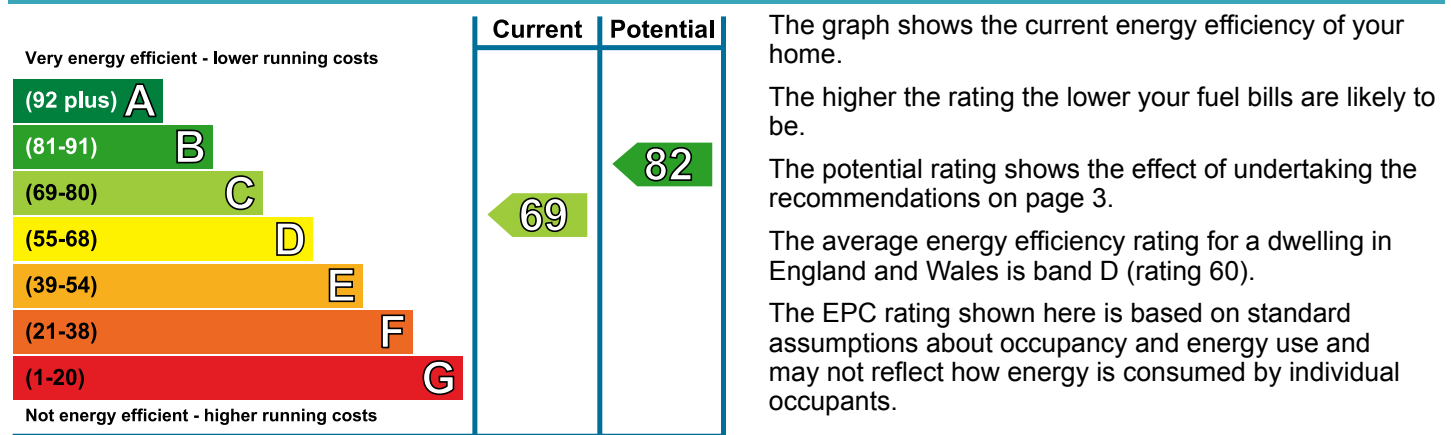 Current Potential
Very energy efficient - lower running costs
(92 plus) A
(81-91) B
(69-80) C
(55-68) D
(39-54) E
(21-38) F
(1-20) G
Not energy efficient - higher running costs
69
82
The graph shows the current energy efficiency of your
home.
The higher the rating the lower your fuel bills are likely to
be.
The potential rating shows the effect of undertaking the
recommendations on page 3.
The average energy efficiency rating for a dwelling in
England and Wales is band D (rating 60).
The EPC rating shown here is based on standard
assumptions about occupancy and energy use and
may not reflect how energy is consumed by individual
occupants.